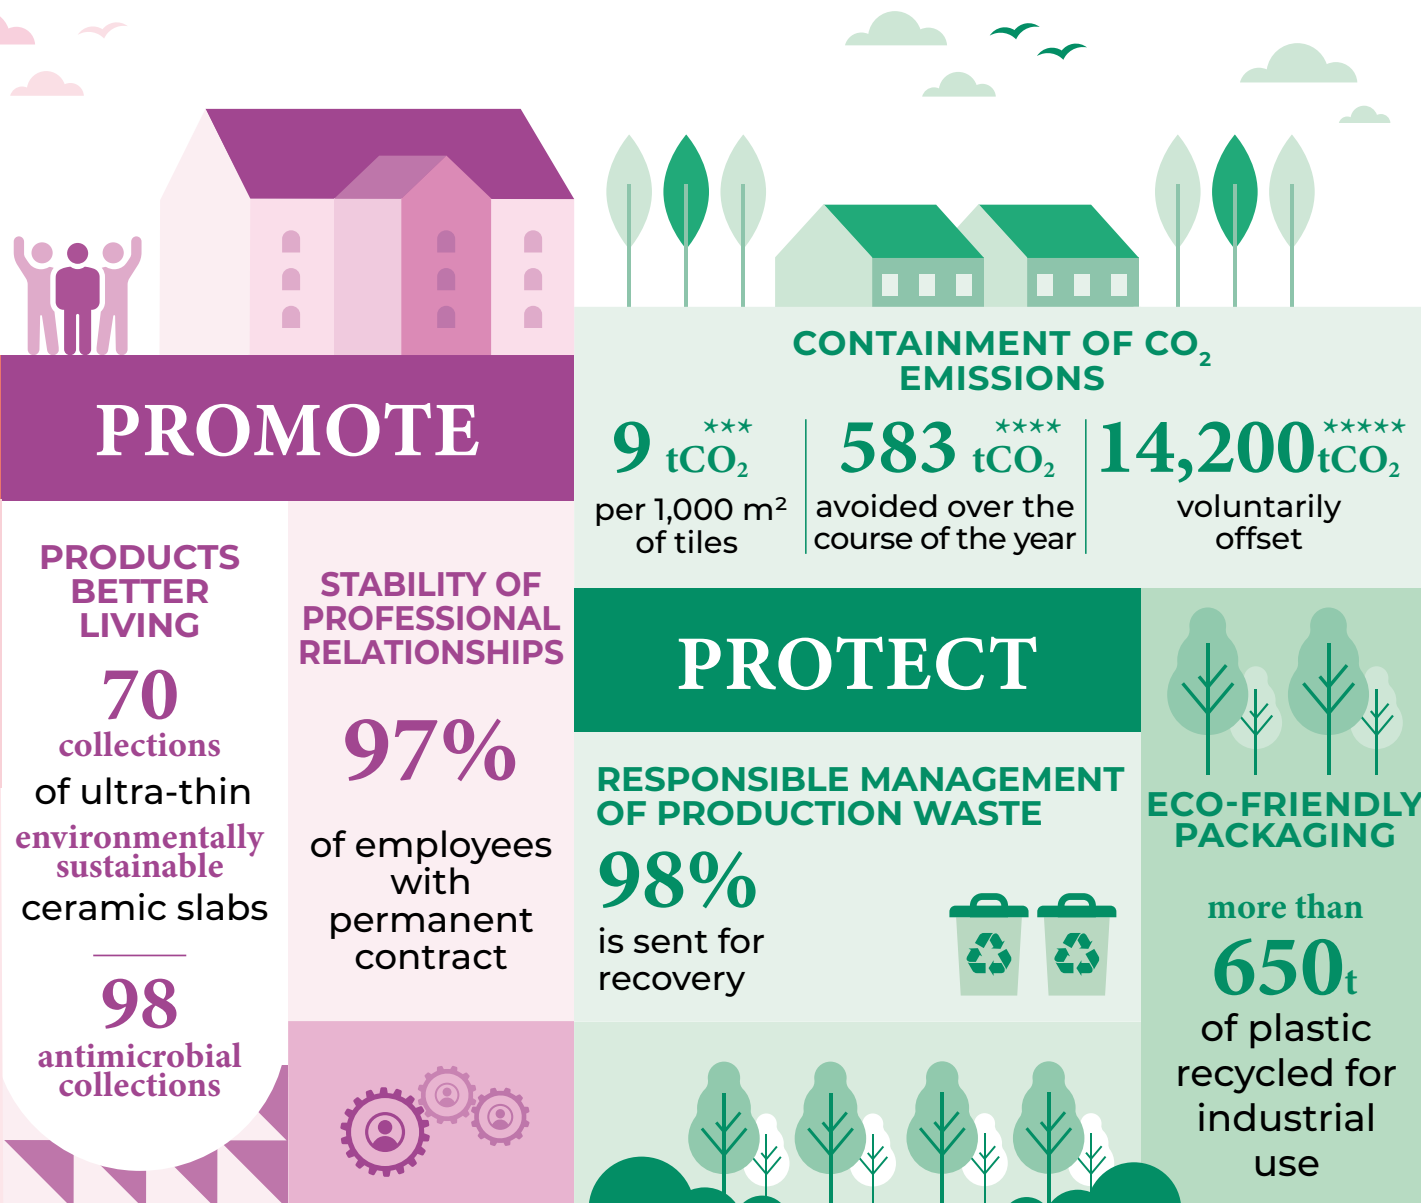 PROMOTE
PRODUCTS
BETTER
LIVING
70
collections
of ultra-thin
environmentally
sustainable
ceramic slabs
98
antimicrobial
collections
STABILITY OF
PROFESSIONAL
RELATIONSHIPS
97%
of employees
with
permanent
contract
CONTAINMENT OF CO₂
EMISSIONS
9 tCO₂***
per 1,000 m²
of tiles
583 tCO₂****
avoided over the
course of the year
14,200 tCO₂*****
voluntarily
offset
PROTECT
RESPONSIBLE MANAGEMENT
OF PRODUCTION WASTE
98%
is sent for
recovery
ECO-FRIENDLY
PACKAGING
more than
650t
of plastic
recycled for
industrial
use